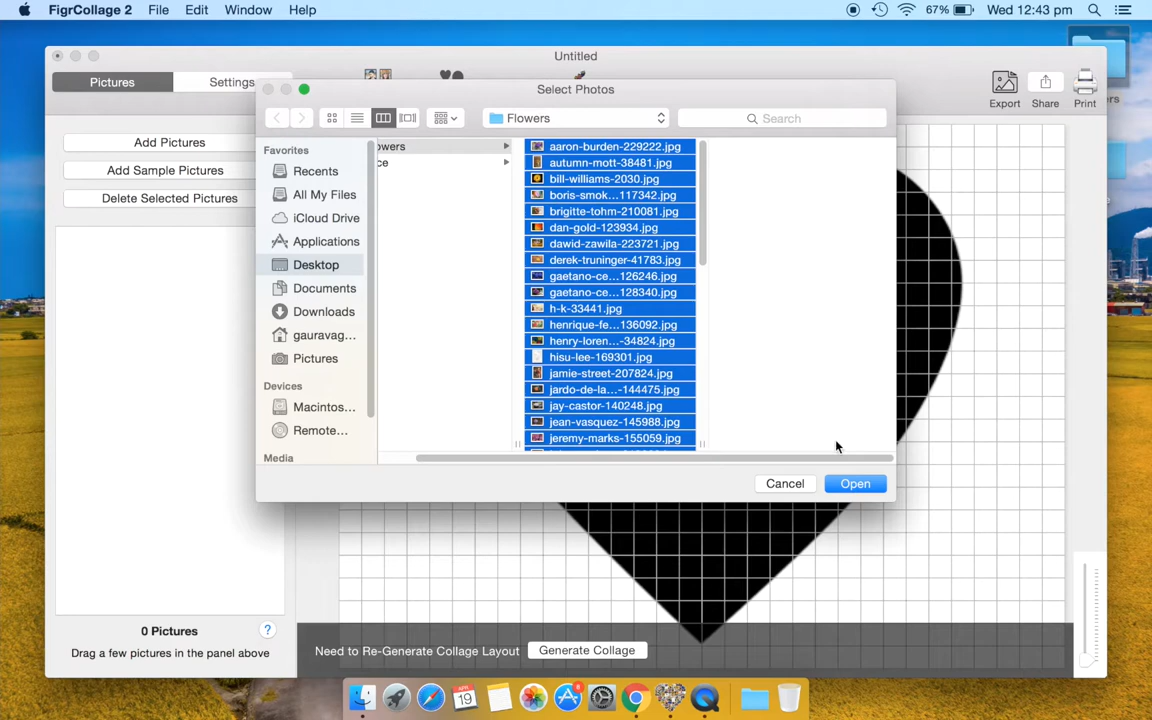 FigrCollage 2 File Edit Window Help 67% Wed 12:43 pm
Untitled
Pictures Settings
Export Share Print
Add Pictures
Add Sample Pictures
Delete Selected Pictures
Select Photos
Flowers Search
Favorites
Recents
All My Files
iCloud Drive
Applications
Desktop
Documents
Downloads
gauravag...
Pictures
Devices
Macintos...
Remote...
Media
owers
ce
aaron-burden-229222.jpg
autumn-mott-38481.jpg
bill-williams-2030.jpg
boris-smok...117342.jpg
brigitte-tohm-210081.jpg
dan-gold-123934.jpg
dawid-zawila-223721.jpg
derek-truninger-41783.jpg
gaetano-ce...126246.jpg
gaetano-ce...128340.jpg
h-k-33441.jpg
henrique-fe...136092.jpg
henry-loren...-34824.jpg
hisu-lee-169301.jpg
jamie-street-207824.jpg
jardo-de-la...-144475.jpg
jay-castor-140248.jpg
jean-vasquez-145988.jpg
jeremy-marks-155059.jpg
Cancel Open
0 Pictures ?
Drag a few pictures in the panel above
Need to Re-Generate Collage Layout Generate Collage
APR
19